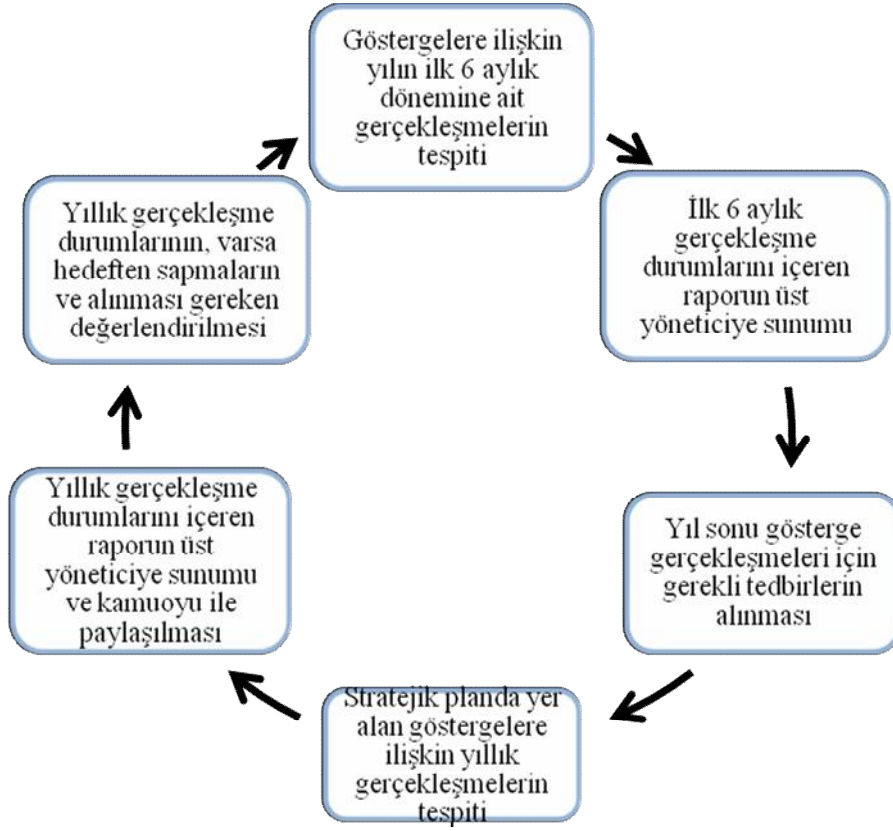 Göstergelere ilişkin
yılın ilk 6 aylık
dönemine ait
gerçekleşmelerin
tespiti
İlk 6 aylık
gerçekleşme
durumlarını içeren
raporun üst
yöneticiye sunumu
Yıl sonu gösterge
gerçekleşmeleri için
gerekli tedbirlerin
alınması
Stratejik planda yer
alan göstergelere
ilişkin yıllık
gerçekleşmelerin
tespiti
Yıllık gerçekleşme
durumlarını içeren
raporun üst
yöneticiye sunumu
ve kamuoyu ile
paylaşılması
Yıllık gerçekleşme
durumlarının, varsa
hedeften sapmaların
ve alınması gereken
değerlendirilmesi